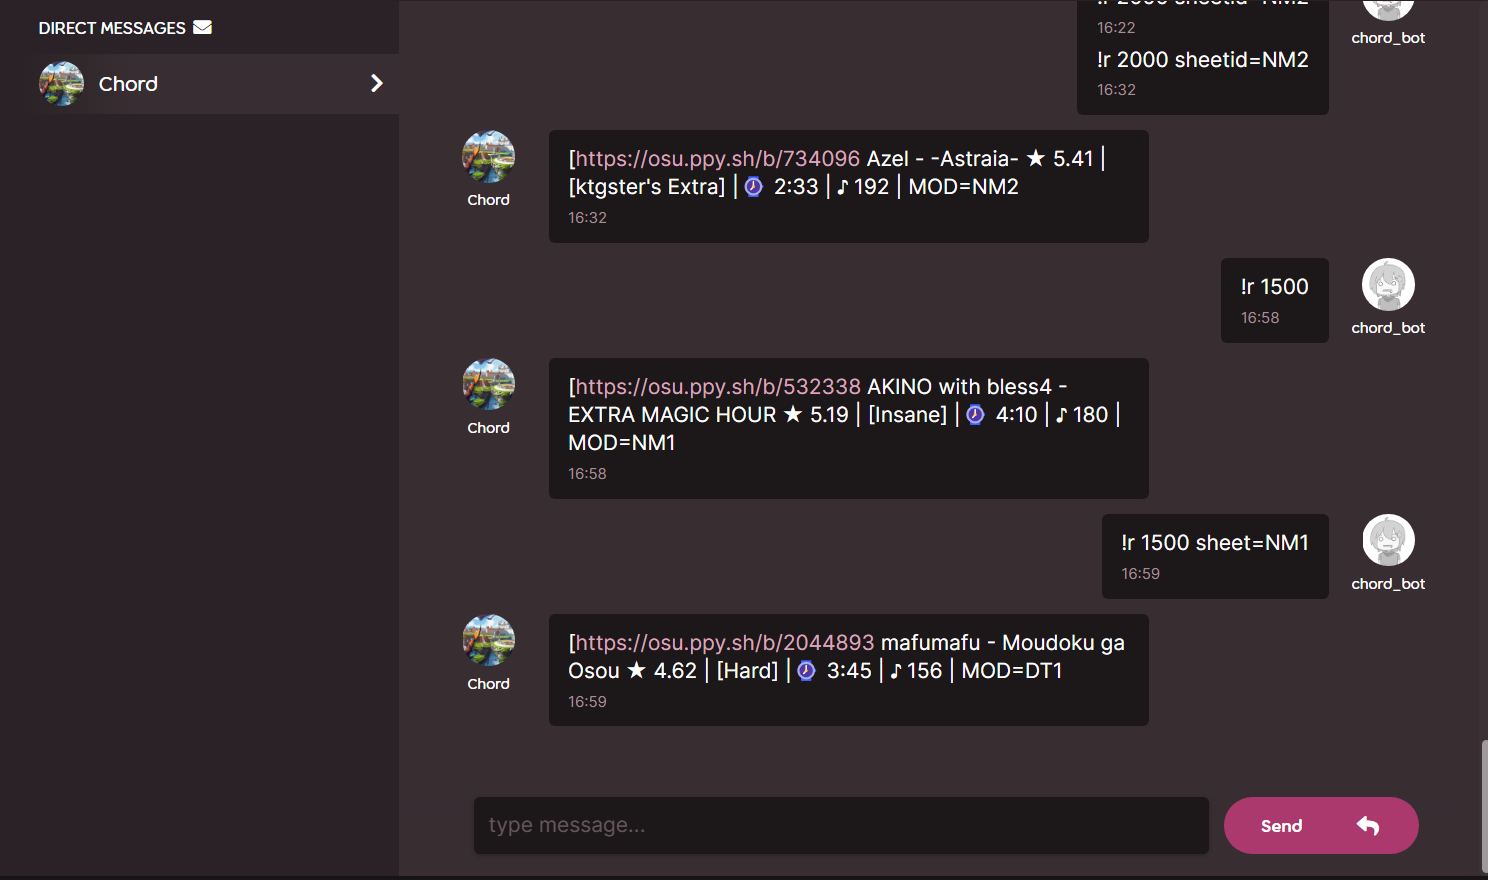 DIRECT MESSAGES
Chord
16:22
chord_bot
!r 2000 sheetid=NM2
16:32
[https://osu.ppy.sh/b/734096 Azel - -Astraia- ★ 5.41 |
[ktgster's Extra] | 2:33 | ♪ 192 | MOD=NM2
16:32
Chord
!r 1500
16:58
chord_bot
[https://osu.ppy.sh/b/532338 AKINO with bless4 -
EXTRA MAGIC HOUR ★ 5.19 | [Insane] | 4:10 | ♪ 180 |
MOD=NM1
16:58
Chord
!r 1500 sheet=NM1
16:59
chord_bot
[https://osu.ppy.sh/b/2044893 mafumafu - Moudoku ga
Osou ★ 4.62 | [Hard] | 3:45 | ♪ 156 | MOD=DT1
16:59
Chord
type message...
Send